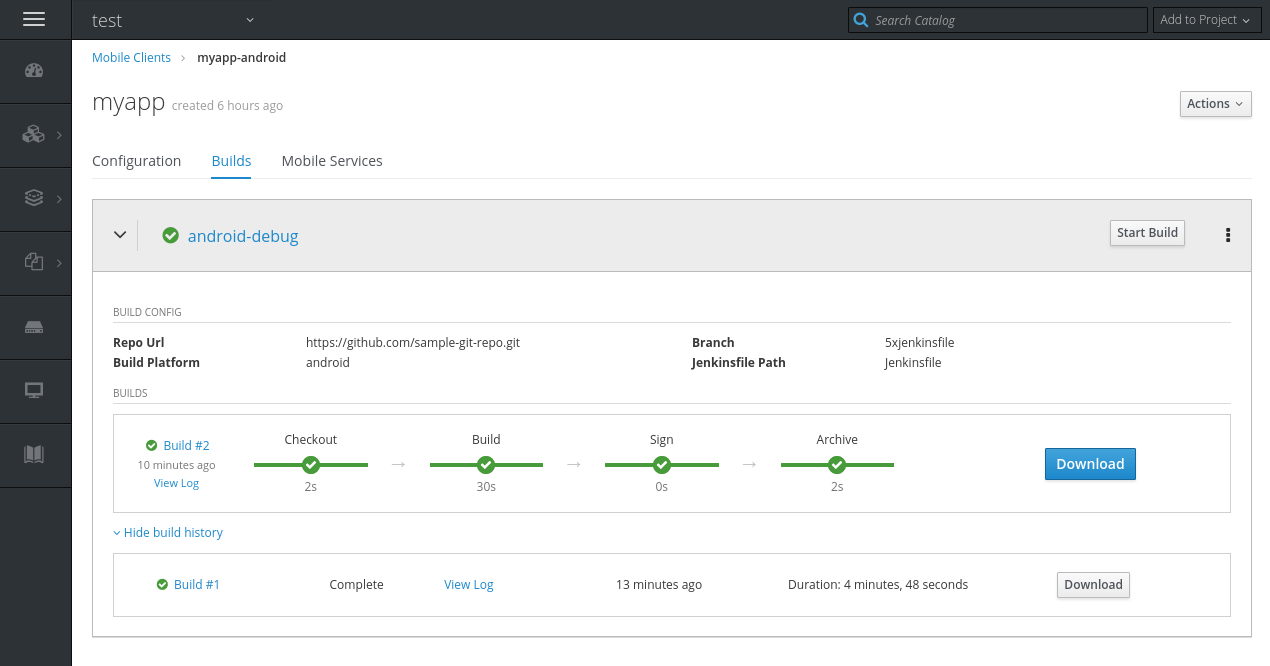 test
Search Catalog
Add to Project
Mobile Clients › myapp-android
myapp created 6 hours ago
Actions
Configuration Builds Mobile Services
android-debug
Start Build
BUILD CONFIG
Repo Url https://github.com/sample-git-repo.git Branch 5xjenkinsfile
Build Platform android Jenkinsfile Path Jenkinsfile
BUILDS
Build #2
10 minutes ago
View Log
Checkout → Build → Sign → Archive
2s 30s 0s 2s
Download
Hide build history
Build #1 Complete View Log 13 minutes ago Duration: 4 minutes, 48 seconds Download